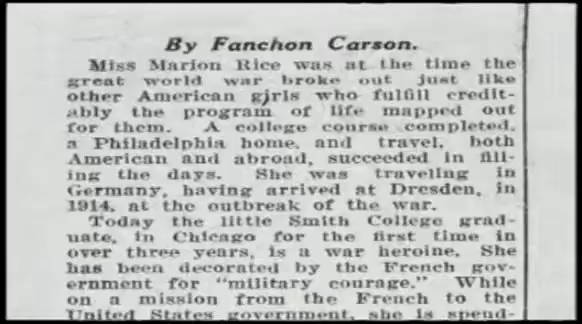 By Fanchon Carson.
Miss Marion Rice was at the time the
great world war broke out just like
other American girls who fulfill credit-
ably the program of life mapped out
for them. A college course completed,
a Philadelphia home, and travel, both
American and abroad, succeeded in fill-
ing the days. She was traveling in
Germany, having arrived at Dresden, in
1914, at the outbreak of the war.
Today the little Smith College grad-
uate, in Chicago for the first time in
over three years, is a war heroine. She
has been decorated by the French gov-
ernment for "military courage." While
on a mission from the French to the
United States government, she is spend-